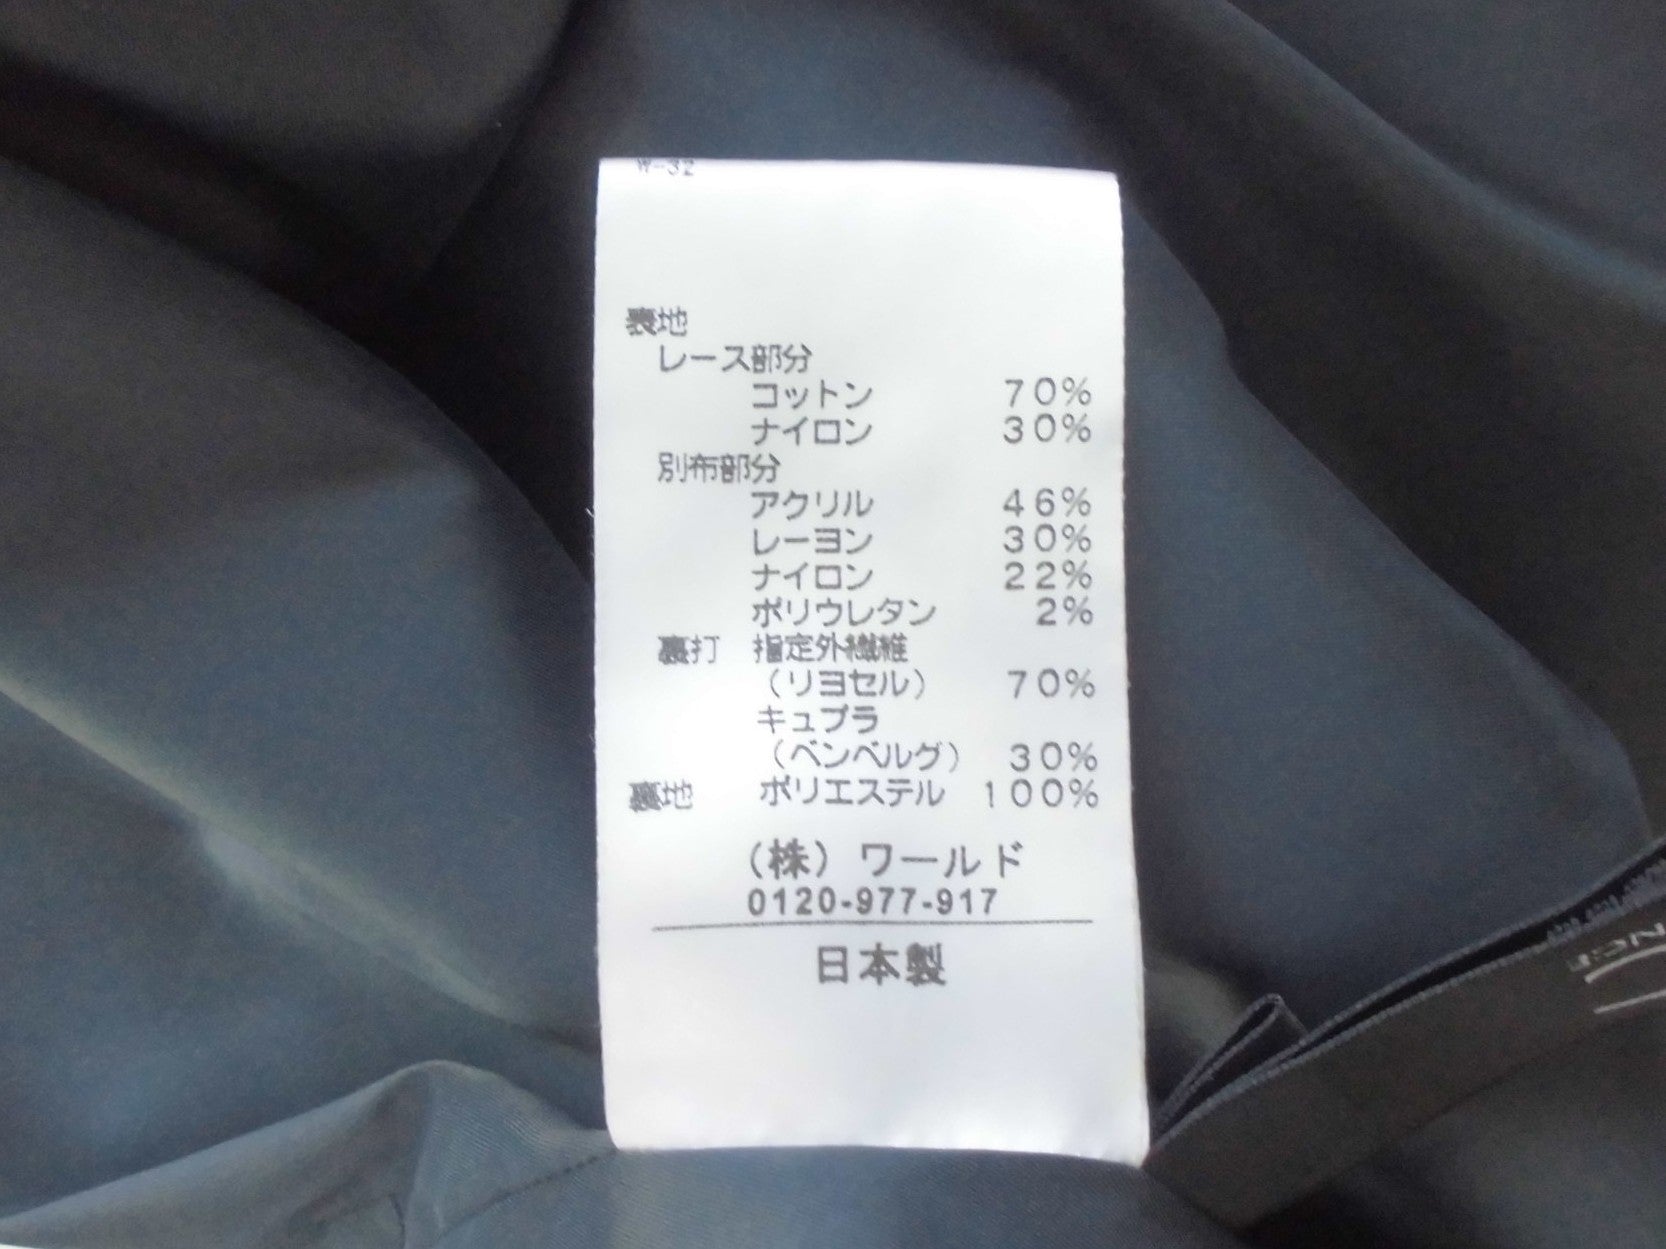 W-32
表地
レース部分
コットン 70%
ナイロン 30%
別布部分
アクリル 46%
レーヨン 30%
ナイロン 22%
ポリウレタン 2%
裏打 指定外繊維
(リヨセル) 70%
キュプラ
(ベンベルグ) 30%
裏地 ポリエステル 100%
(株)ワールド
0120-977-917
日本製